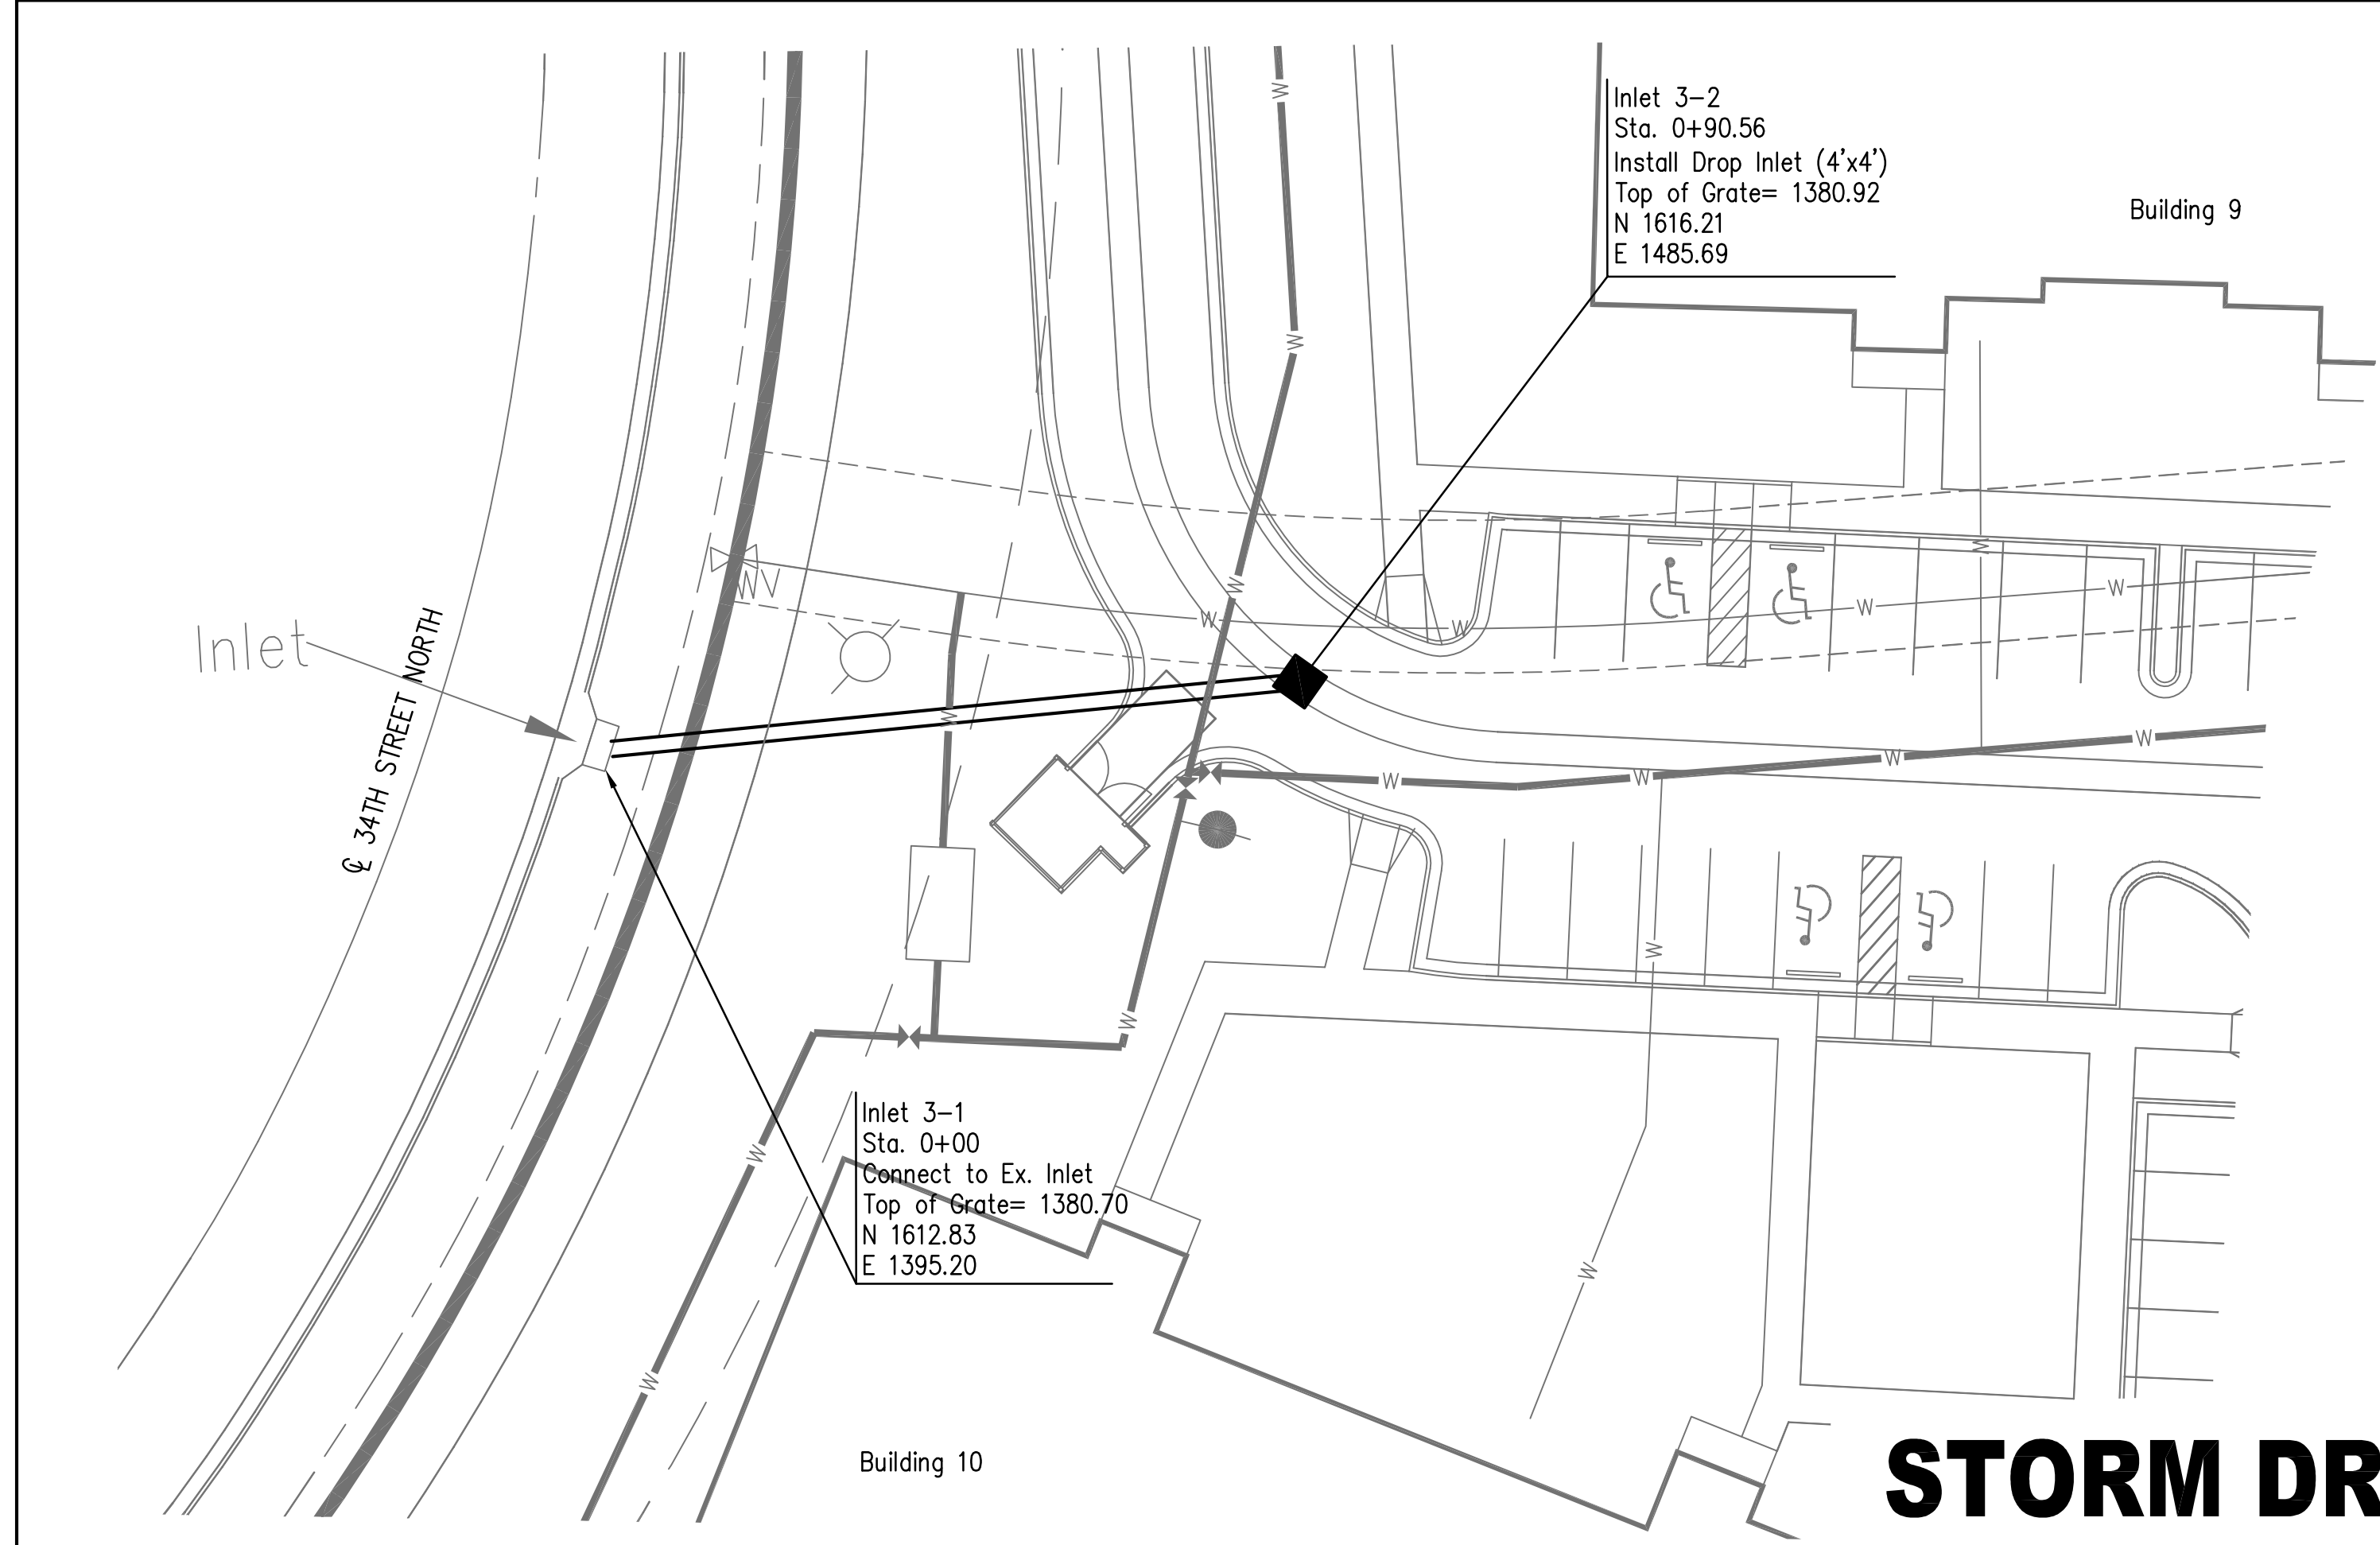 Inlet 3-2
Sta. 0+90.56
Install Drop Inlet (4'x4')
Top of Grate= 1380.92
N 1616.21
E 1485.69
Building 9
W
W
W
W
W
W
W
W
WV
Inlet
℄ 34TH STREET NORTH
W
W
W
W
W
W
W
Inlet 3-1
Sta. 0+00
Connect to Ex. Inlet
Top of Grate= 1380.70
N 1612.83
E 1395.20
W
W
W
Building 10
STORM DR